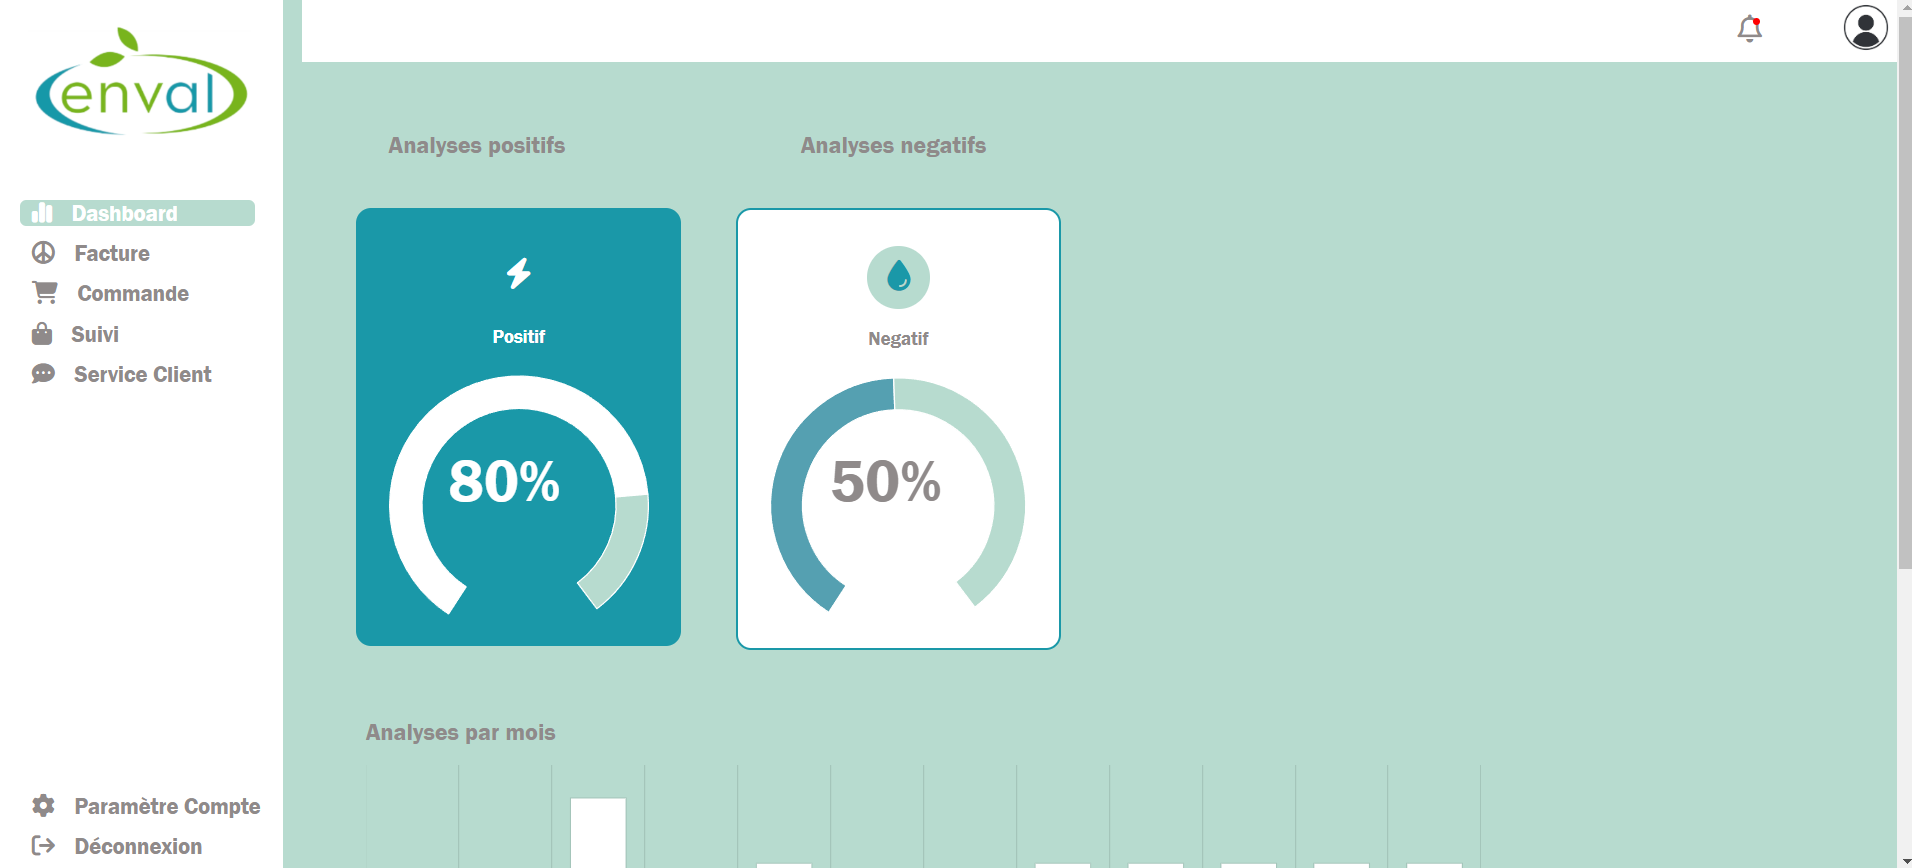 enval
Dashboard
Facture
Commande
Suivi
Service Client
Paramètre Compte
Déconnexion
Analyses positifs
Analyses negatifs
Positif
80%
Negatif
50%
Analyses par mois